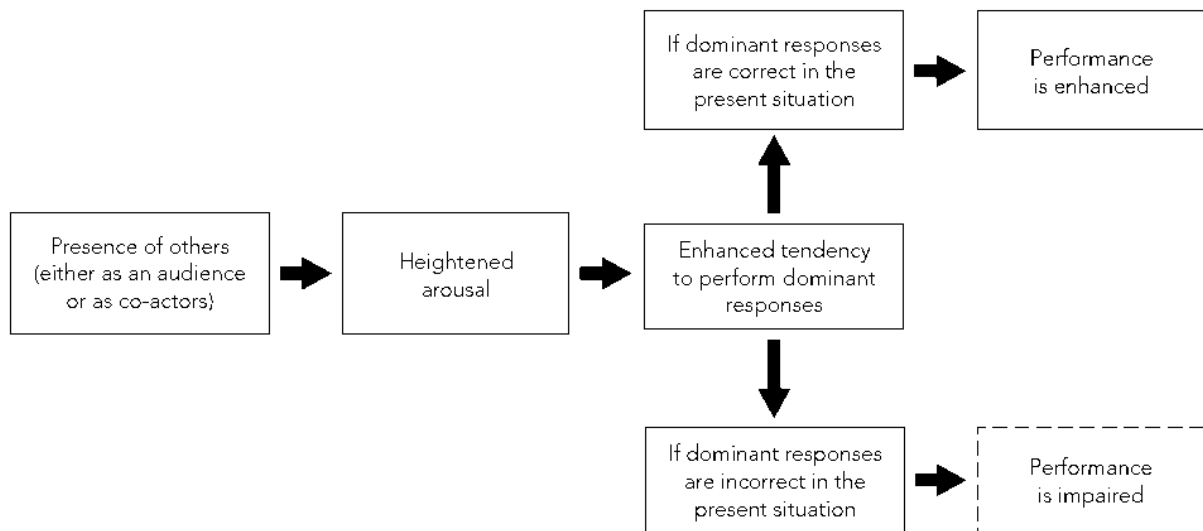 Presence of others
(either as an audience
or as co-actors)
Heightened
arousal
Enhanced tendency
to perform dominant
responses
If dominant responses
are correct in the
present situation
Performance
is enhanced
If dominant responses
are incorrect in the
present situation
Performance
is impaired